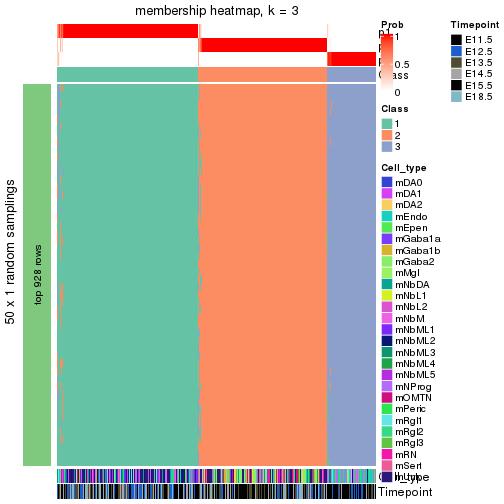 membership heatmap, k = 3
50 x 1 random samplings
top 928 rows
p1
Class
Cell_type
Timepoint
Prob
1
0.5
0
Class
1
2
3
Cell_type
mDA0
mDA1
mDA2
mEndo
mEpen
mGaba1a
mGaba1b
mGaba2
mMgl
mNbDA
mNbL1
mNbL2
mNbM
mNbML1
mNbML2
mNbML3
mNbML4
mNbML5
mNProg
mOMTN
mPeric
mRgl1
mRgl2
mRgl3
mRN
mSert
Timepoint
E11.5
E12.5
E13.5
E14.5
E15.5
E18.5